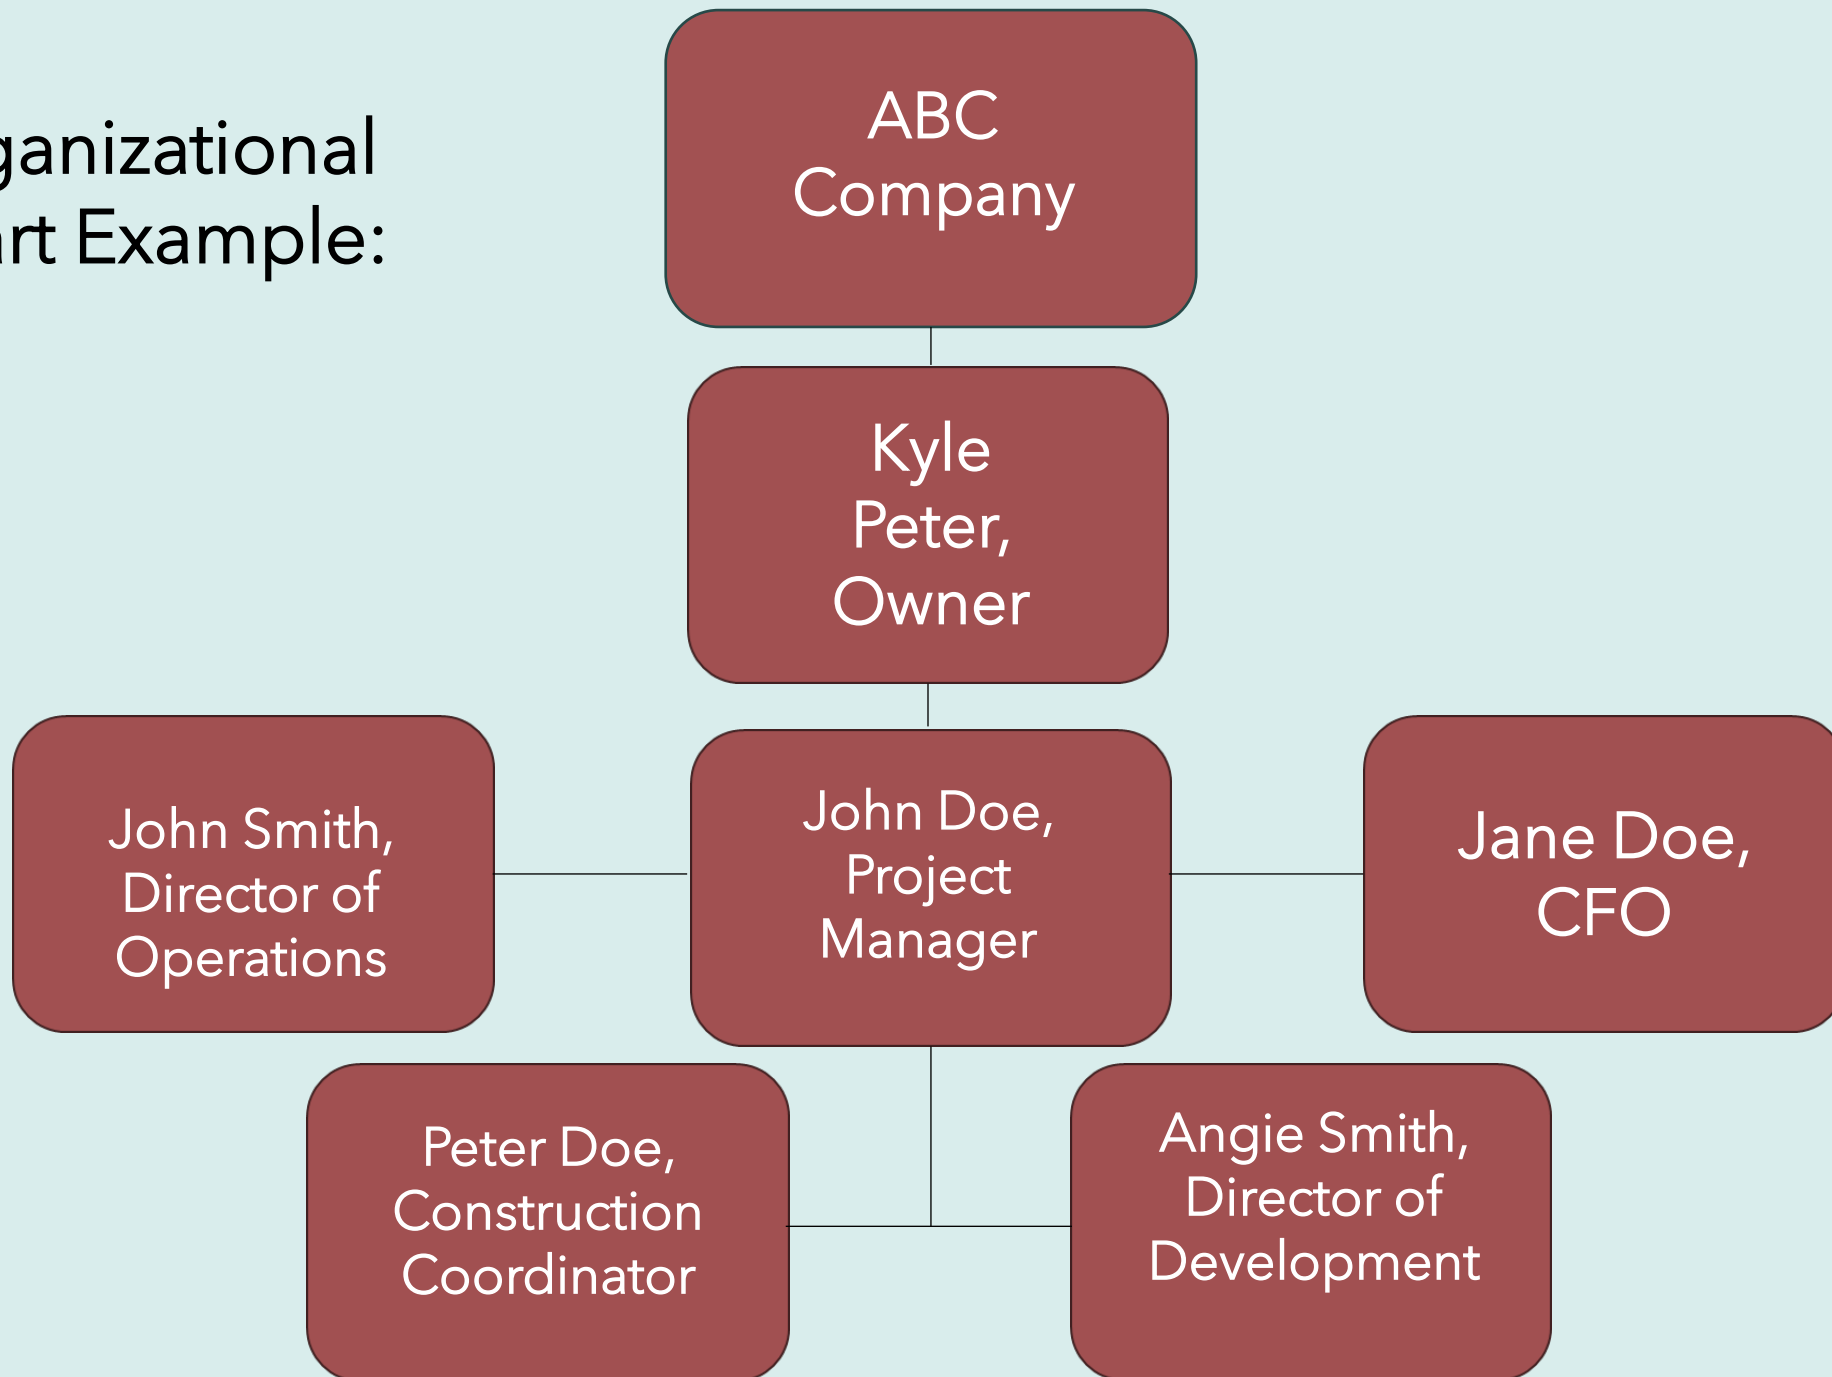 ganizational
art Example:
ABC
Company
Kyle
Peter,
Owner
John Smith,
Director of
Operations
John Doe,
Project
Manager
Jane Doe,
CFO
Peter Doe,
Construction
Coordinator
Angie Smith,
Director of
Development